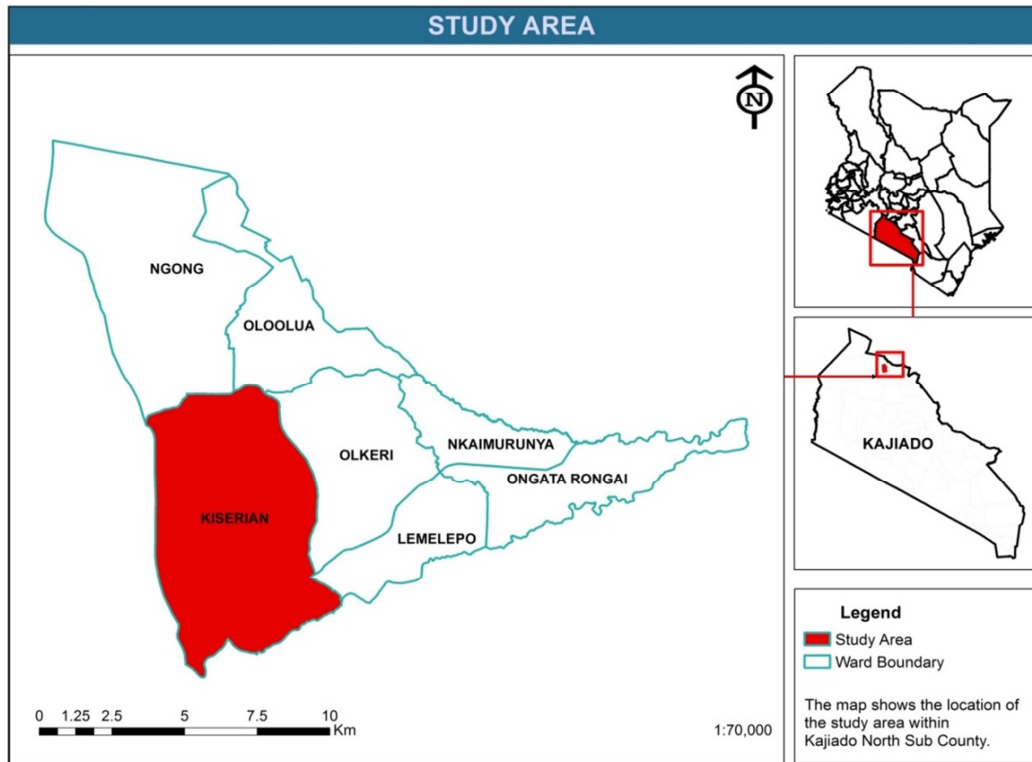 STUDY AREA
N
NGONG
OLOOLUA
NKAIMURUNYA
OLKERI
ONGATA RONGAI
KISERIAN
LEMELEPO
0 1.25 2.5 5 7.5 10
Km
1:70,000
KAJIADO
Legend
Study Area
Ward Boundary
The map shows the location of
the study area within
Kajiado North Sub County.